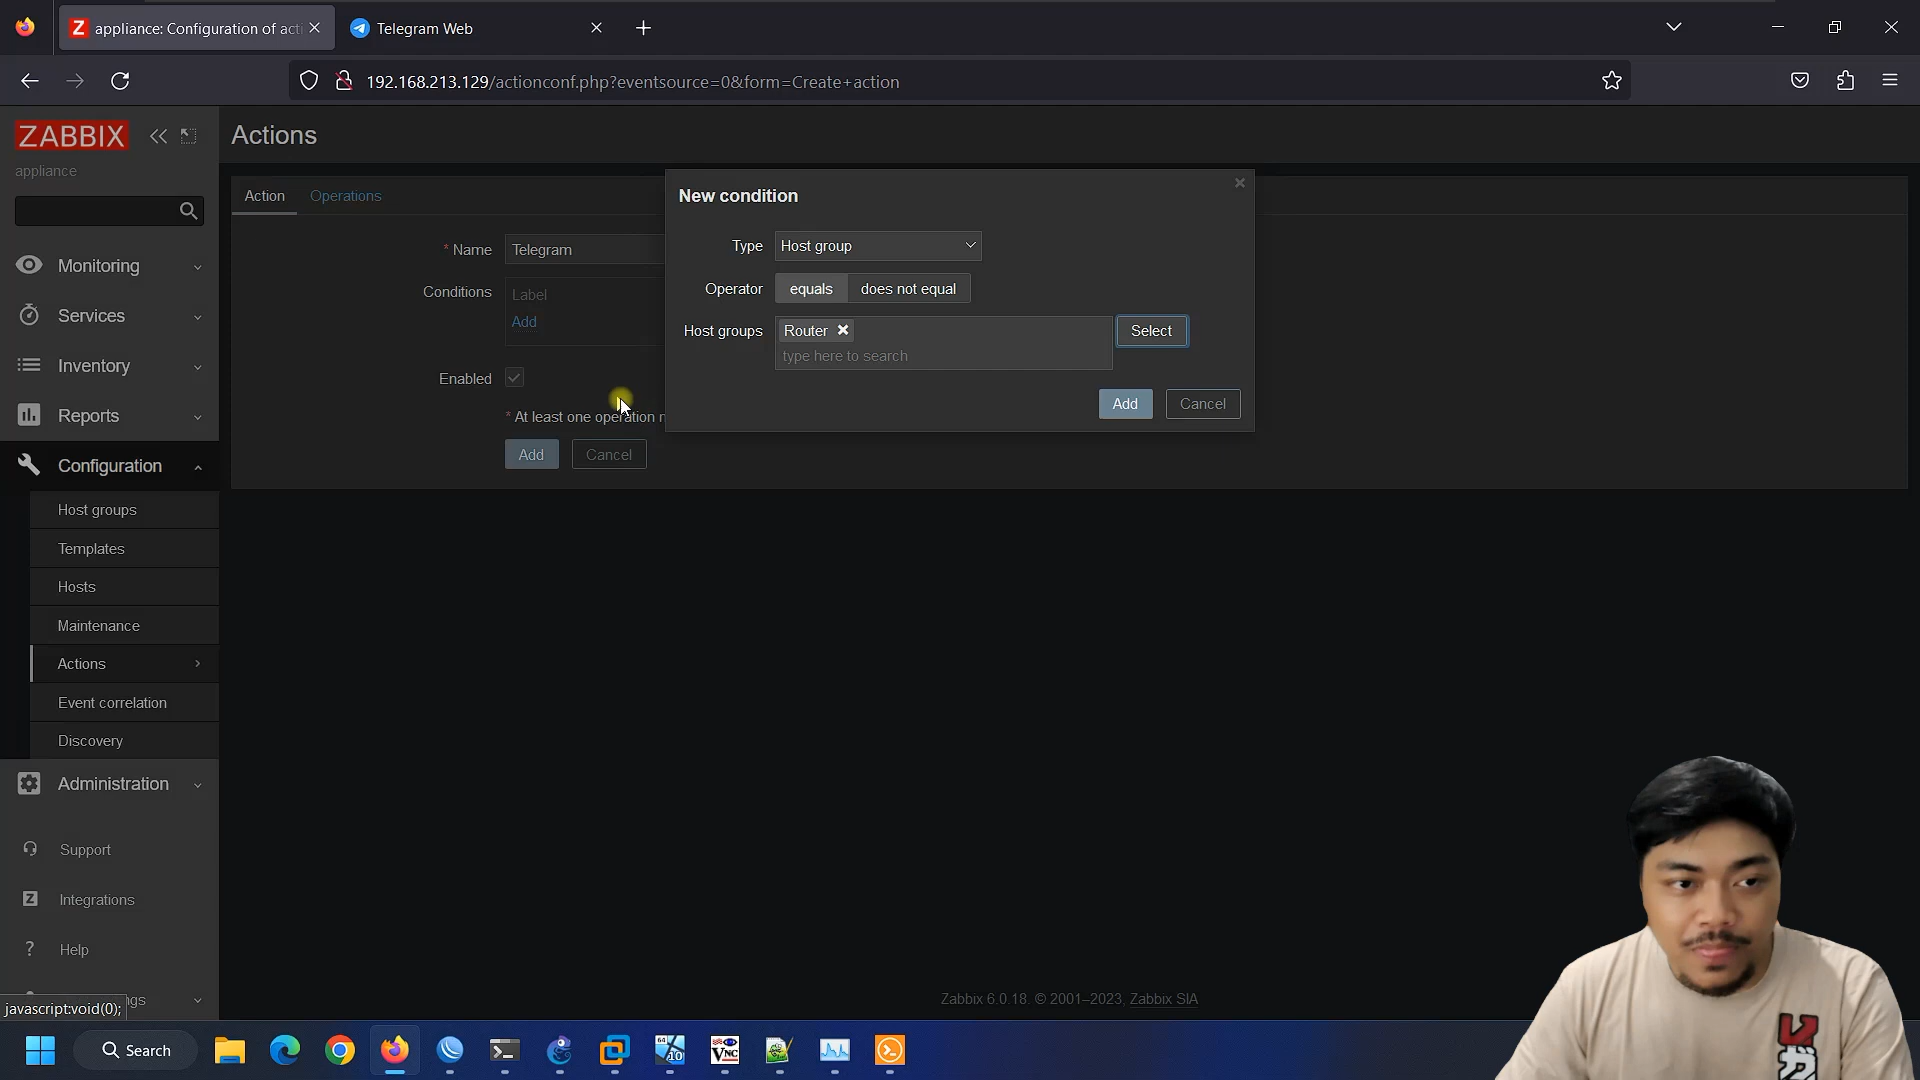 appliance: Configuration of acti
Telegram Web
192.168.213.129/actionconf.php?eventsource=0&form=Create+action
ZABBIX
appliance
Monitoring
Services
Inventory
Reports
Configuration
Host groups
Templates
Hosts
Maintenance
Actions
Event correlation
Discovery
Administration
Support
Integrations
Help
javascript:void(0);
Actions
Action
Operations
* Name
Telegram
Conditions
Label
Add
Enabled
* At least one operation
Add
Cancel
New condition
Type
Host group
Operator
equals
does not equal
Host groups
Router
type here to search
Select
Add
Cancel
Zabbix 6.0.18. © 2001–2023, Zabbix SIA
Search